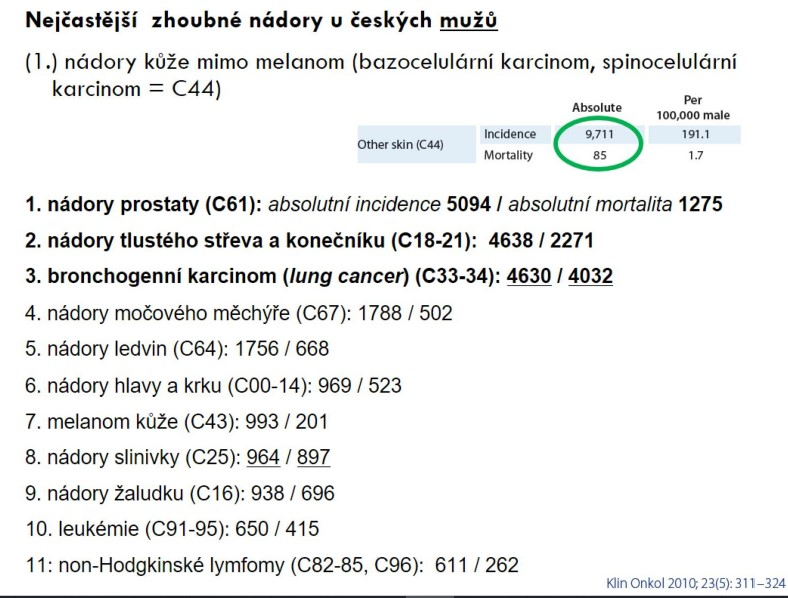 Nejčastější zhoubné nádory u českých mužů
(1.) nádory kůže mimo melanom (bazocelulární karcinom, spinocelulární
karcinom = C44)
Absolute Per
100,000 male
Other skin (C44) Incidence 9,711 191.1
Mortality 85 1.7
1. nádory prostaty (C61): absolutní incidence 5094 / absolutní mortalita 1275
2. nádory tlustého střeva a konečníku (C18-21): 4638 / 2271
3. bronchogenní karcinom (lung cancer) (C33-34): 4630 / 4032
4. nádory močového měchýře (C67): 1788 / 502
5. nádory ledvin (C64): 1756 / 668
6. nádory hlavy a krku (C00-14): 969 / 523
7. melanom kůže (C43): 993 / 201
8. nádory slinivky (C25): 964 / 897
9. nádory žaludku (C16): 938 / 696
10. leukémie (C91-95): 650 / 415
11: non-Hodgkinské lymfomy (C82-85, C96): 611 / 262
Klin Onkol 2010; 23(5): 311–324